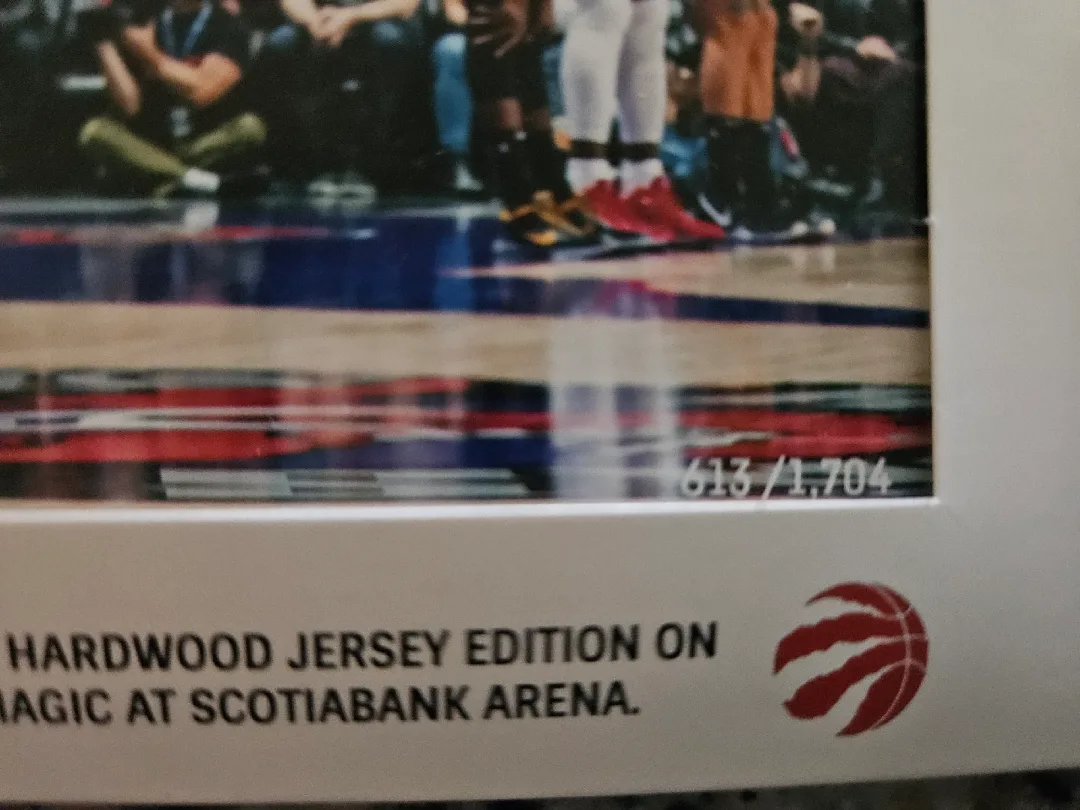 613/1,704
HARDWOOD JERSEY EDITION ON
MAGIC AT SCOTIABANK ARENA.